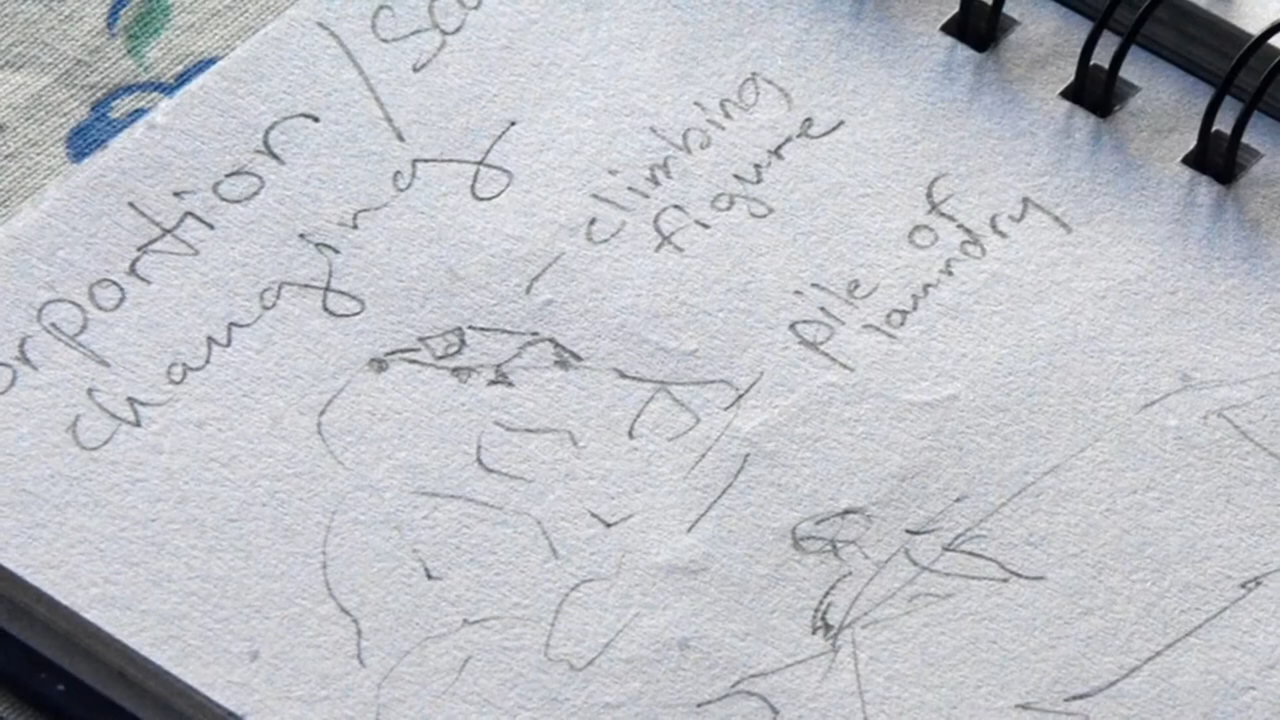 orportion / Sc
changing
climbing
figure
pile of
laundry